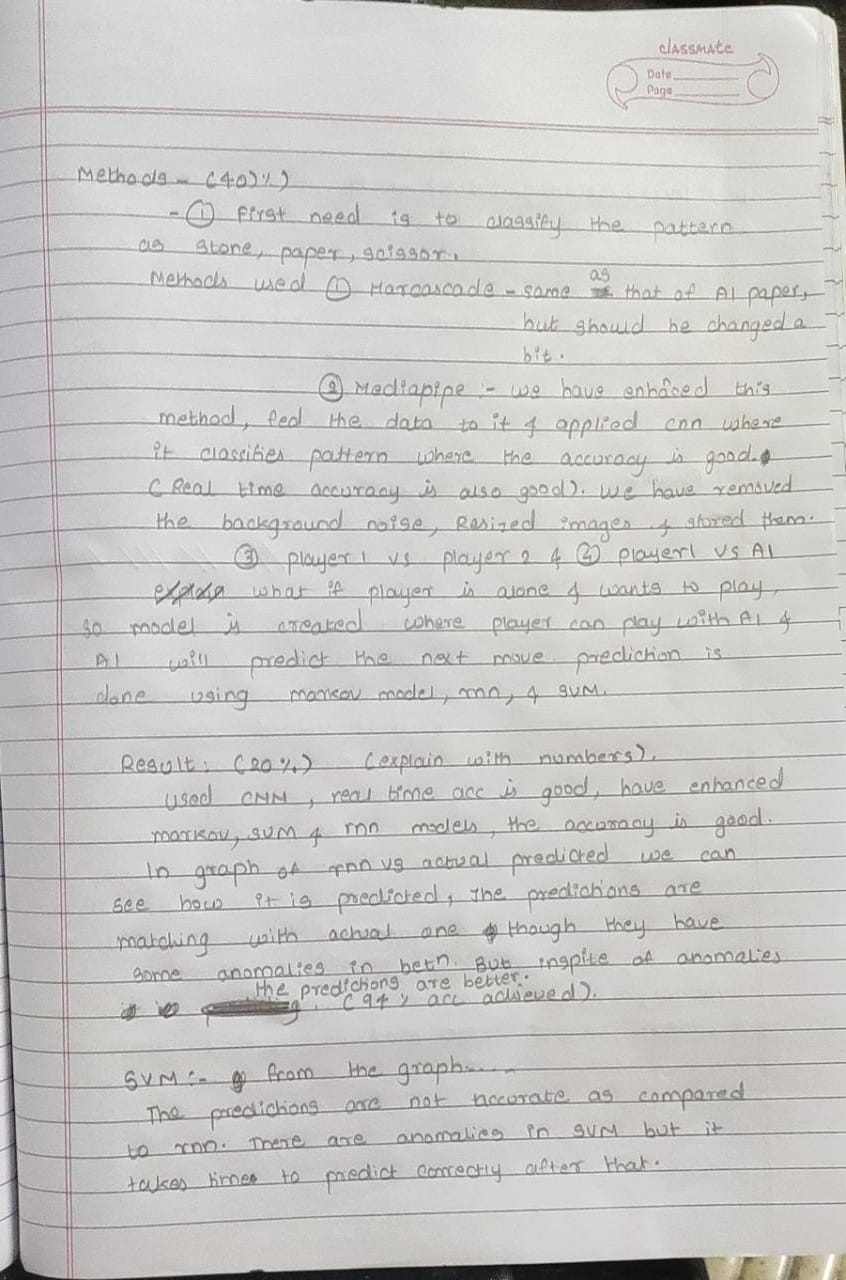 classmate
Date
Page
Methods - (40)%)
- ① First need is to classify the pattern
as stone, paper, scissor.
Methods used ① Harcascade - same as that of AI paper,
but should be changed a
bit.
② Mediapipe :- we have enhaced this
method, fed the data to it & applied cnn where
it classifies pattern where the accuracy is good.
(Real time accuracy is also good). We have removed
the background noise, Resized images & stored them.
③ player 1 vs player 2 & ④ player1 vs AI
what if player is alone & wants to play,
so model is created where player can play with AI &
AI will predict the next move. prediction is
done using markov model, rnn, & SVM.
Result: (20%) (explain with numbers).
used CNN, real time acc is good, have enhanced
markov, SVM & rnn models, the accuracy is good.
In graph of rnn vs actual predicted we can
see how it is predicted, The predictions are
matching with actual one though they have
some anomalies in betn. But inspite of anomalies
the predictions are better.
(94% acc achieved).
SVM :- from the graph.....
The predictions are not accurate as compared
to rnn. There are anomalies in SVM but it
takes times to predict correctly after that.